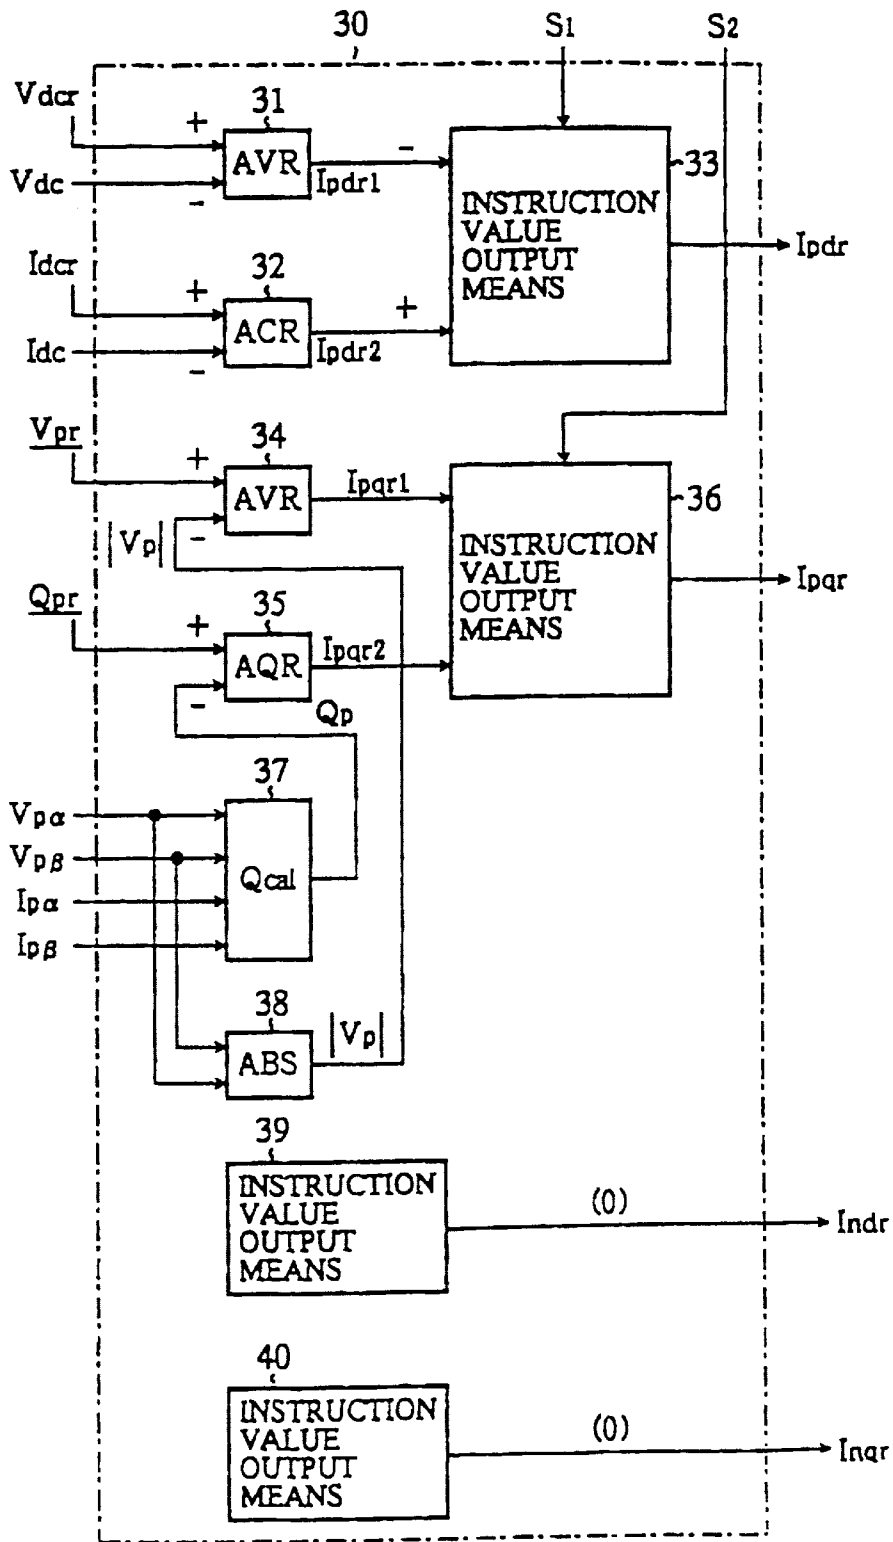 30
S1
S2
Vdcr
+
31
AVR
Ipdr1
-
Vdc
-
33
INSTRUCTION
VALUE
OUTPUT
MEANS
Ipdr
Idcr
+
32
ACR
Ipdr2
+
Idc
-
Vpr
+
34
AVR
Ipqr1
|Vp|
-
36
INSTRUCTION
VALUE
OUTPUT
MEANS
Ipqr
Qpr
+
35
AQR
Ipqr2
-
Qp
37
Vpα
Vpβ
Ipα
Ipβ
Qcal
38
ABS
|Vp|
39
INSTRUCTION
VALUE
OUTPUT
MEANS
(0)
Indr
40
INSTRUCTION
VALUE
OUTPUT
MEANS
(0)
Inqr